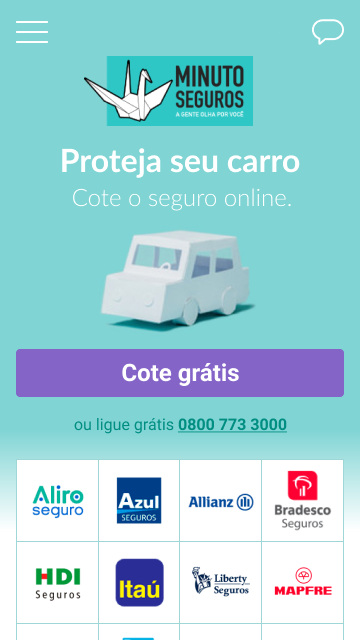 MINUTO
SEGUROS
A GENTE OLHA POR VOCÊ
Proteja seu carro
Cote o seguro online.
Cote grátis
ou ligue grátis 0800 773 3000
Aliro
seguro
Azul
SEGUROS
Allianz
Bradesco
Seguros
HDI
Seguros
Itaú
Liberty
Seguros
MAPFRE